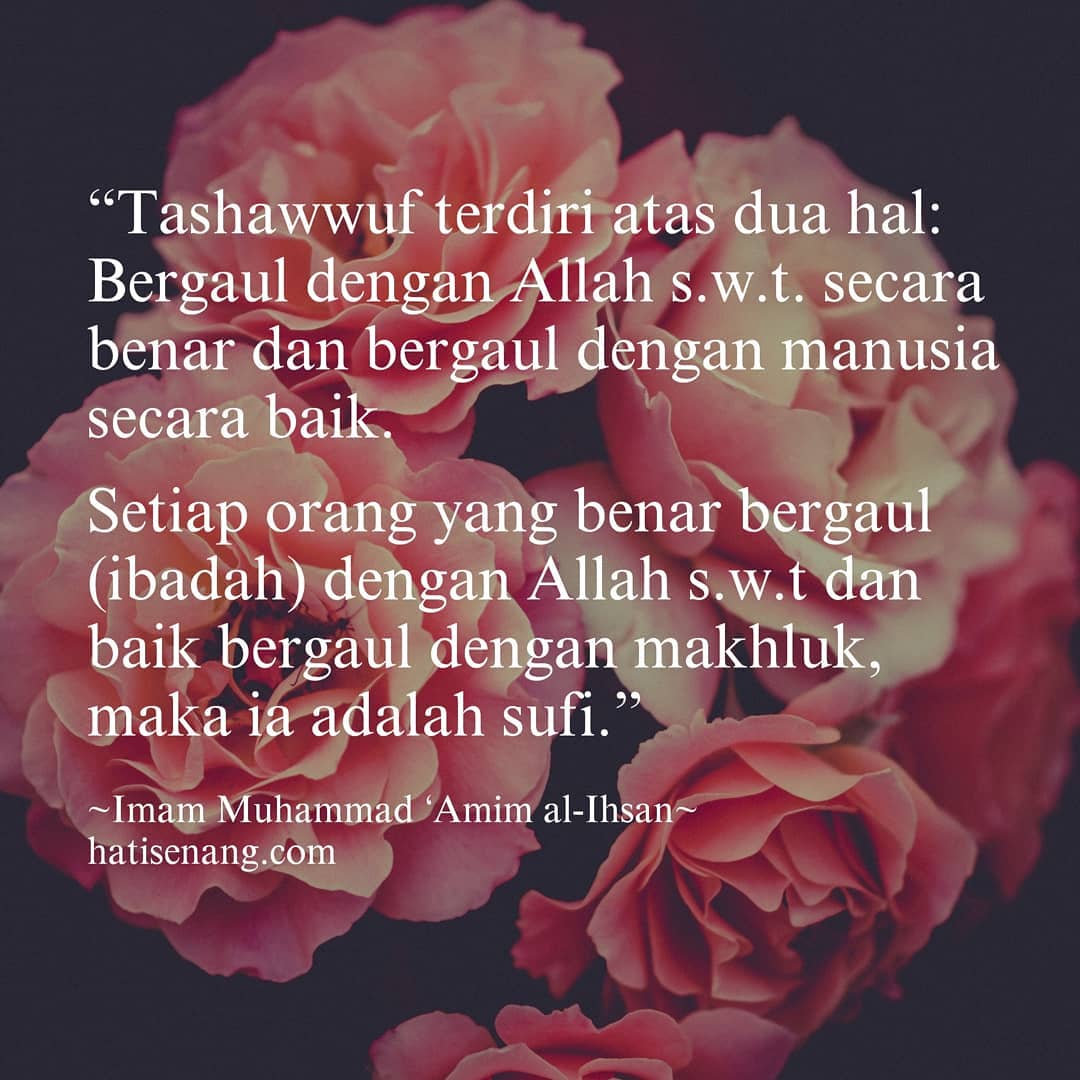 “Tashawwuf terdiri atas dua hal:
Bergaul dengan Allah s.w.t. secara
benar dan bergaul dengan manusia
secara baik.
Setiap orang yang benar bergaul
(ibadah) dengan Allah s.w.t dan
baik bergaul dengan makhluk,
maka ia adalah sufi.”
~Imam Muhammad ‘Amim al-Ihsan~
hatisenang.com